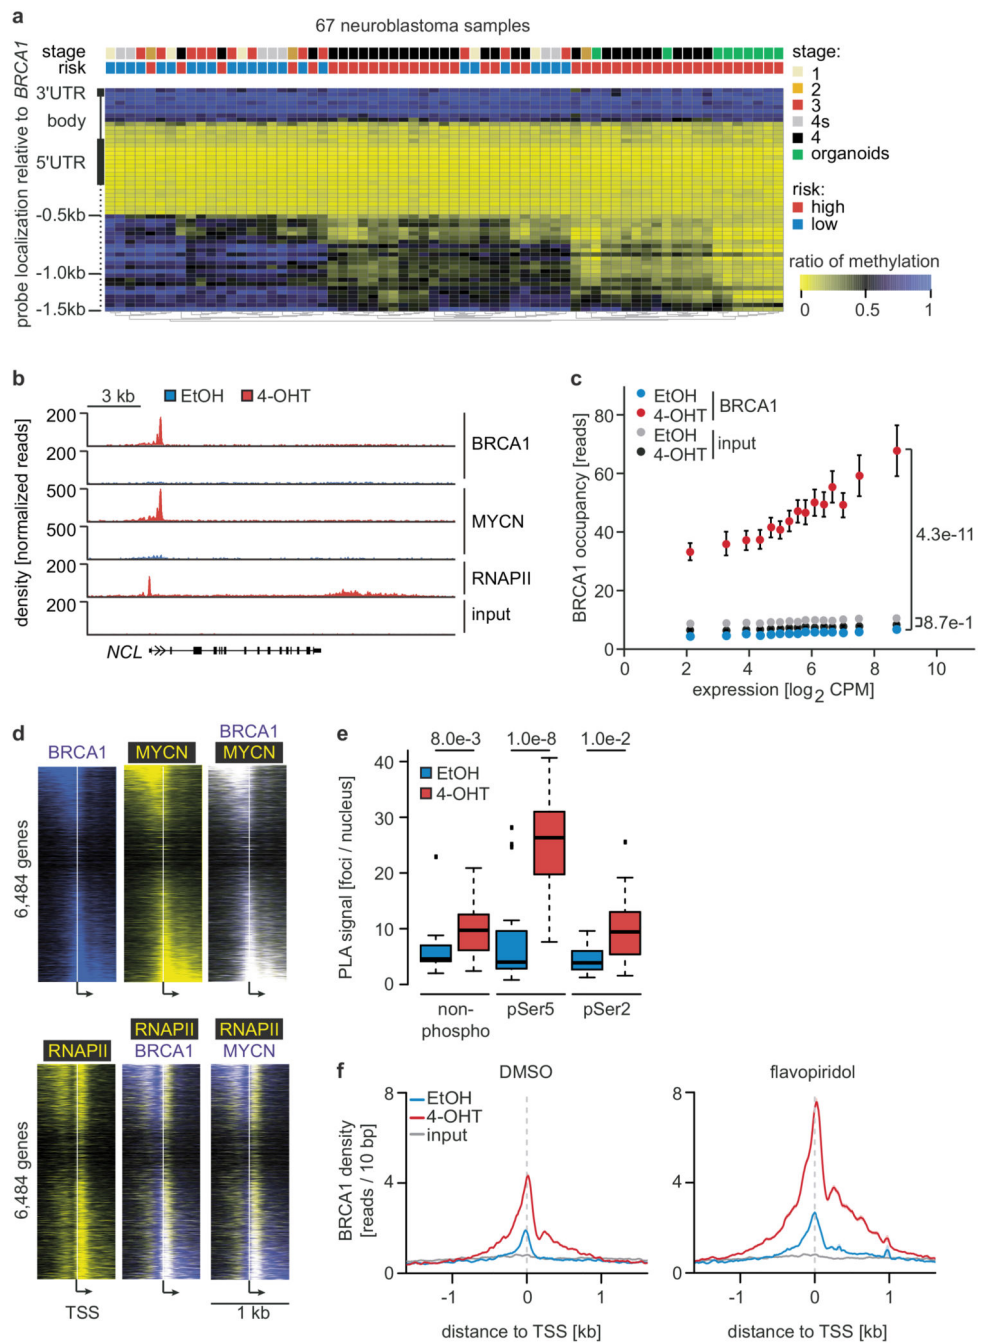 a
67 neuroblastoma samples
stage
risk
probe localization relative to BRCA1
3'UTR
body
5'UTR
-0.5kb
-1.0kb
-1.5kb
stage:
1
2
3
4s
4
organoids
risk:
high
low
ratio of methylation
0 0.5 1
b
3 kb
EtOH 4-OHT
density [normalized reads]
200
200
500
500
200
200
BRCA1
MYCN
RNAPII
input
NCL
c
EtOH
4-OHT
BRCA1
EtOH
4-OHT
input
BRCA1 occupancy [reads]
80
60
40
20
0
0 2 4 6 8 10
expression [log2 CPM]
4.3e-11
8.7e-1
d
BRCA1
MYCN
BRCA1
MYCN
6,484 genes
RNAPII
RNAPII
BRCA1
RNAPII
MYCN
6,484 genes
TSS
1 kb
e
8.0e-3 1.0e-8 1.0e-2
EtOH
4-OHT
PLA signal [foci / nucleus]
40
30
20
10
0
non-
phospho
pSer5
pSer2
f
DMSO
EtOH
4-OHT
input
BRCA1 density
[reads / 10 bp]
8
4
0
-1 0 1
distance to TSS [kb]
flavopiridol
8
4
0
-1 0 1
distance to TSS [kb]